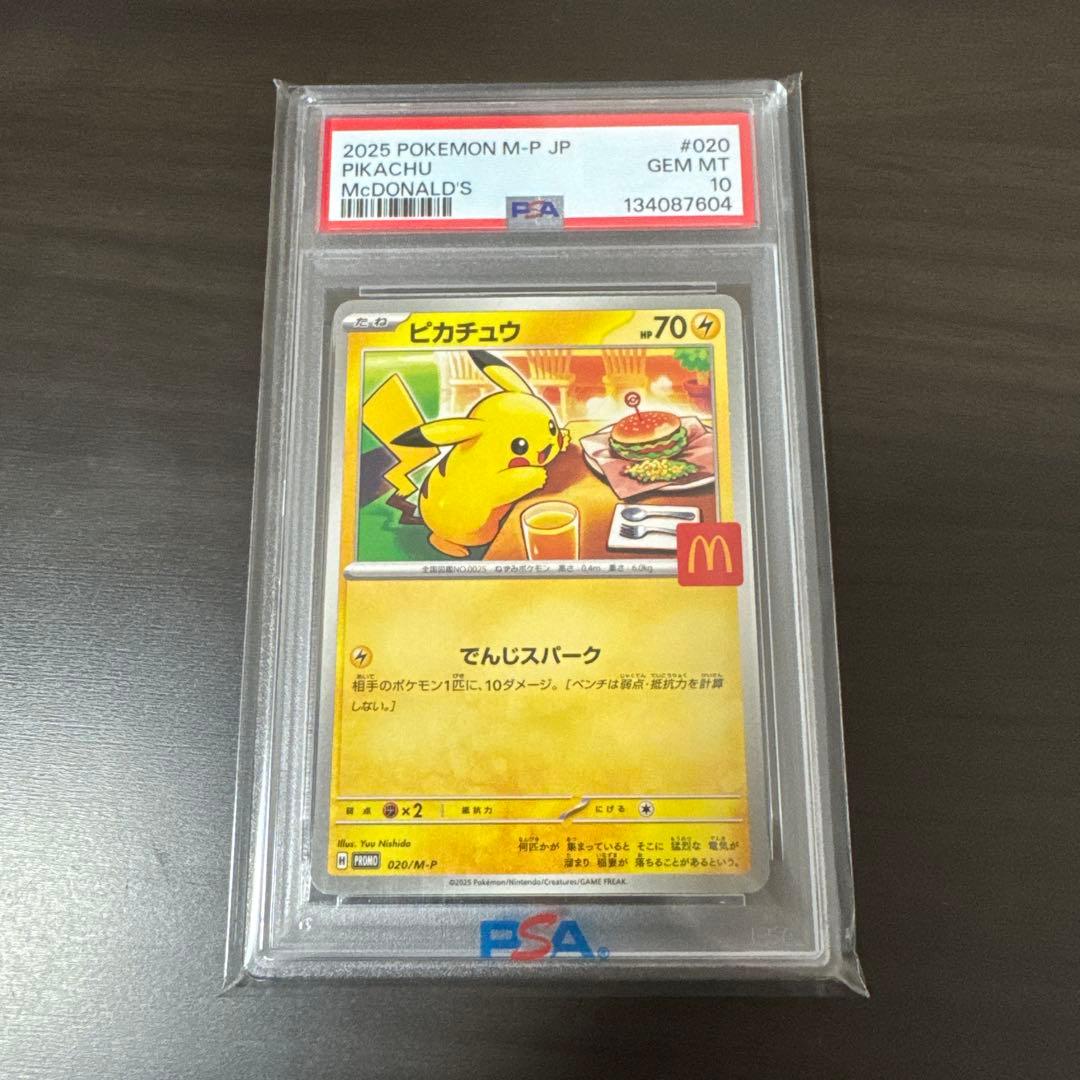 2025 POKEMON M-P JP #020
PIKACHU GEM MT
McDONALD'S 10
PSA 134087604
たね ピカチュウ HP70
M
全国図鑑NO.0025 ねずみポケモン 高さ:0.4m 重さ:6.0kg
でんじスパーク
相手のポケモン1匹に、10ダメージ。[ベンチは弱点・抵抗力を計算
しない。]
弱点 ×2 抵抗力 にげる
Illus. Yuu Nishida
何匹かが 集まっていると そこに 猛烈な 電気が
溜まり 稲妻が 落ちることがあるという。
H PROMO 020/M-P
©2025 Pokémon/Nintendo/Creatures/GAME FREAK.
PSA®